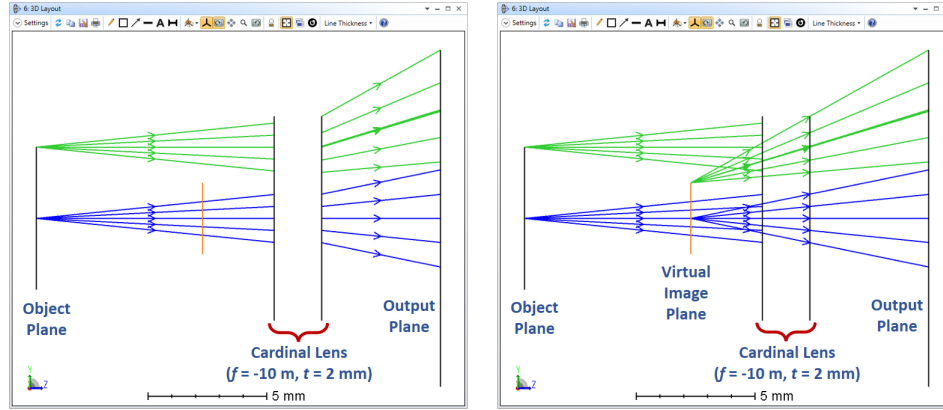 6: 3D Layout
Settings
Line Thickness
Object
Plane
Output
Plane
Cardinal Lens
(f = -10 m, t = 2 mm)
Y
Z
5 mm
6: 3D Layout
Settings
Line Thickness
Object
Plane
Virtual
Image
Plane
Output
Plane
Cardinal Lens
(f = -10 m, t = 2 mm)
Y
Z
5 mm